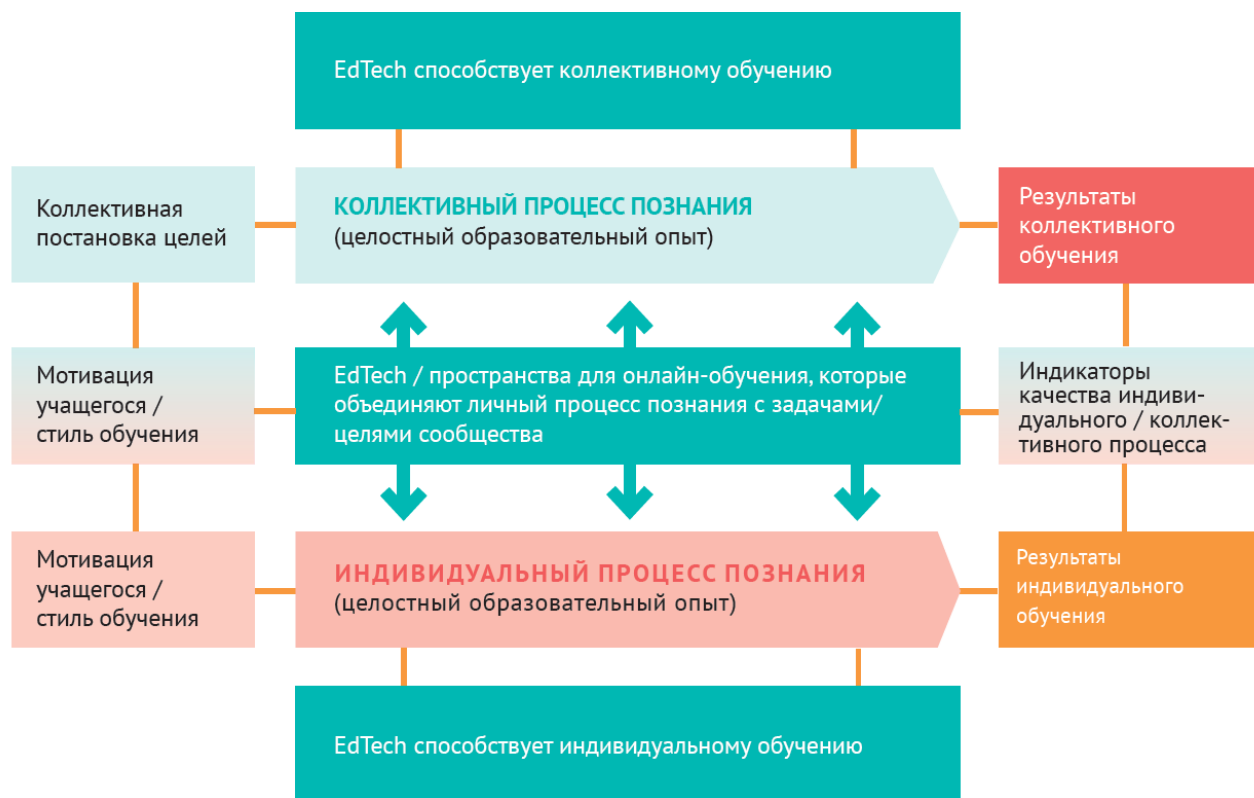 EdTech способствует коллективному обучению
Коллективная
постановка целей
КОЛЛЕКТИВНЫЙ ПРОЦЕСС ПОЗНАНИЯ
(целостный образовательный опыт)
Результаты
коллективного
обучения
Мотивация
учащегося /
стиль обучения
EdTech / пространства для онлайн-обучения, которые
объединяют личный процесс познания с задачами/
целями сообщества
Индикаторы
качества индиви-
дуального / коллек-
тивного процесса
Мотивация
учащегося /
стиль обучения
ИНДИВИДУАЛЬНЫЙ ПРОЦЕСС ПОЗНАНИЯ
(целостный образовательный опыт)
Результаты
индивидуального
обучения
EdTech способствует индивидуальному обучению